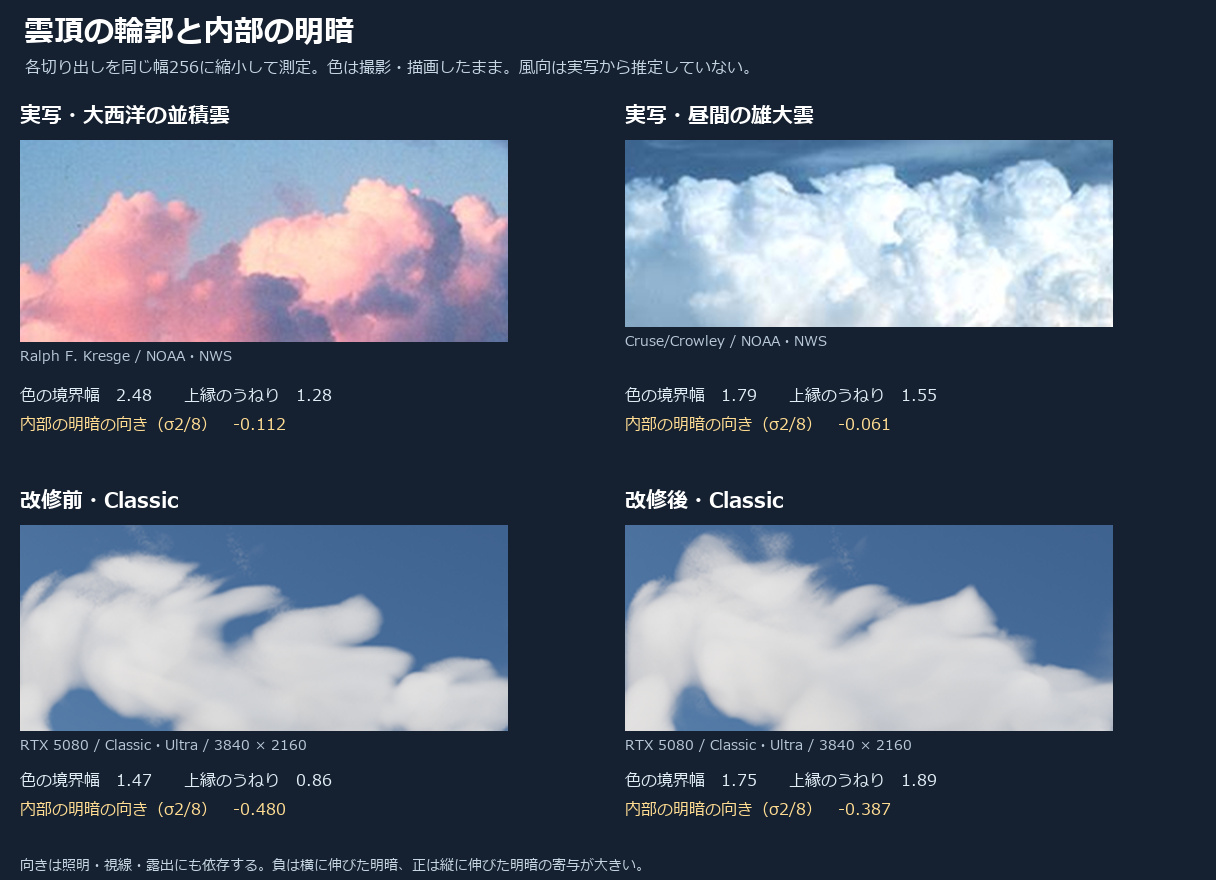 雲頂の輪郭と内部の明暗
各切り出しを同じ幅256に縮小して測定。色は撮影・描画したまま。風向は実写から推定していない。
実写・大西洋の並積雲
実写・昼間の雄大雲
Ralph F. Kresge / NOAA・NWS
Cruse/Crowley / NOAA・NWS
色の境界幅 2.48 上縁のうねり 1.28
内部の明暗の向き（σ2/8） -0.112
色の境界幅 1.79 上縁のうねり 1.55
内部の明暗の向き（σ2/8） -0.061
改修前・Classic
改修後・Classic
RTX 5080 / Classic・Ultra / 3840 × 2160
RTX 5080 / Classic・Ultra / 3840 × 2160
色の境界幅 1.47 上縁のうねり 0.86
内部の明暗の向き（σ2/8） -0.480
色の境界幅 1.75 上縁のうねり 1.89
内部の明暗の向き（σ2/8） -0.387
向きは照明・視線・露出にも依存する。負は横に伸びた明暗、正は縦に伸びた明暗の寄与が大きい。